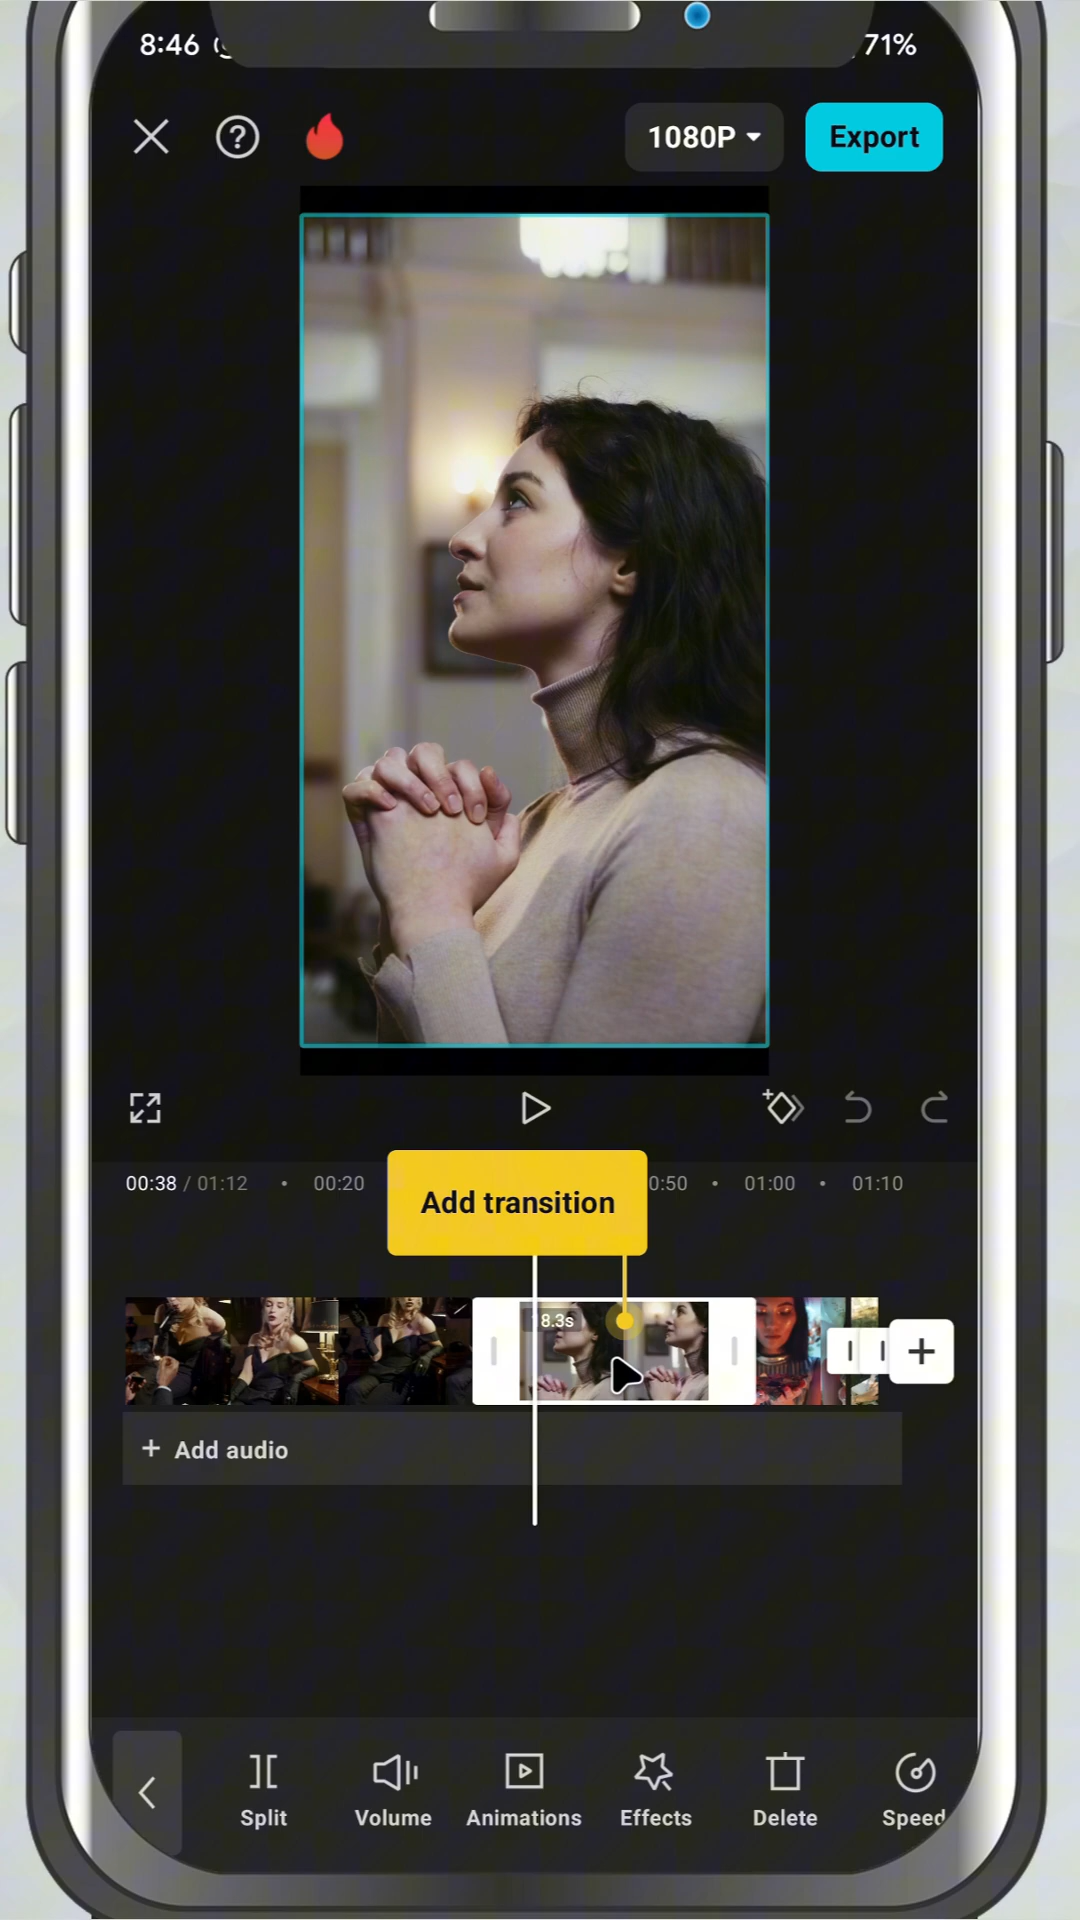 8:46
71%
1080P
Export
00:38 / 01:12
00:20
0:50
01:00
01:10
Add transition
8.3s
+ Add audio
Split
Volume
Animations
Effects
Delete
Speed